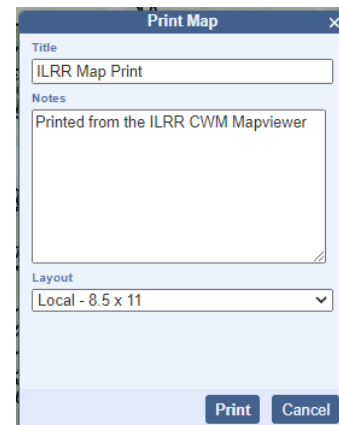 Print Map ×
Title
ILRR Map Print
Notes
Printed from the ILRR CWM Mapviewer
Layout
Local - 8.5 x 11
Print Cancel